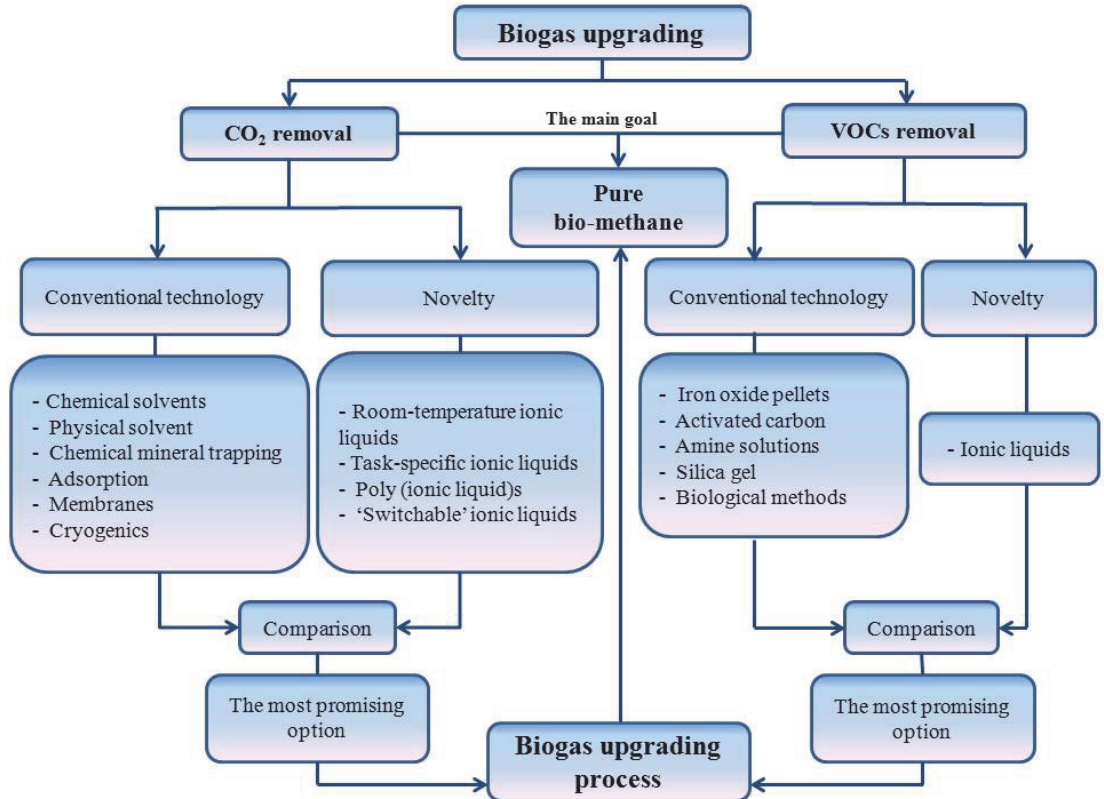 Biogas upgrading
CO₂ removal
The main goal
VOCs removal
Pure
bio-methane
Conventional technology
Novelty
Conventional technology
Novelty
- Chemical solvents
- Physical solvent
- Chemical mineral trapping
- Adsorption
- Membranes
- Cryogenics
- Room-temperature ionic
liquids
- Task-specific ionic liquids
- Poly (ionic liquid)s
- ‘Switchable’ ionic liquids
- Iron oxide pellets
- Activated carbon
- Amine solutions
- Silica gel
- Biological methods
- Ionic liquids
Comparison
Comparison
The most promising
option
The most promising
option
Biogas upgrading
process